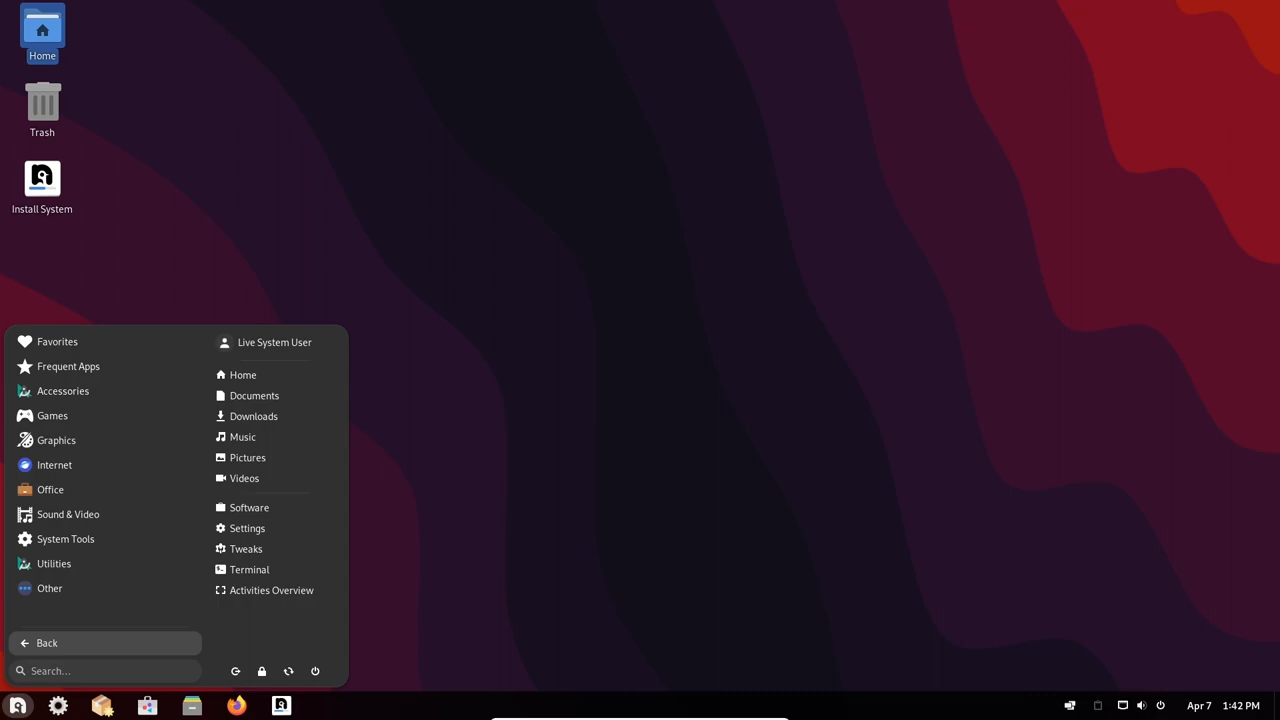 Home
Trash
Install System
Favorites
Frequent Apps
Accessories
Games
Graphics
Internet
Office
Sound & Video
System Tools
Utilities
Other
Back
Search...
Live System User
Home
Documents
Downloads
Music
Pictures
Videos
Software
Settings
Tweaks
Terminal
Activities Overview
Apr 7 1:42 PM